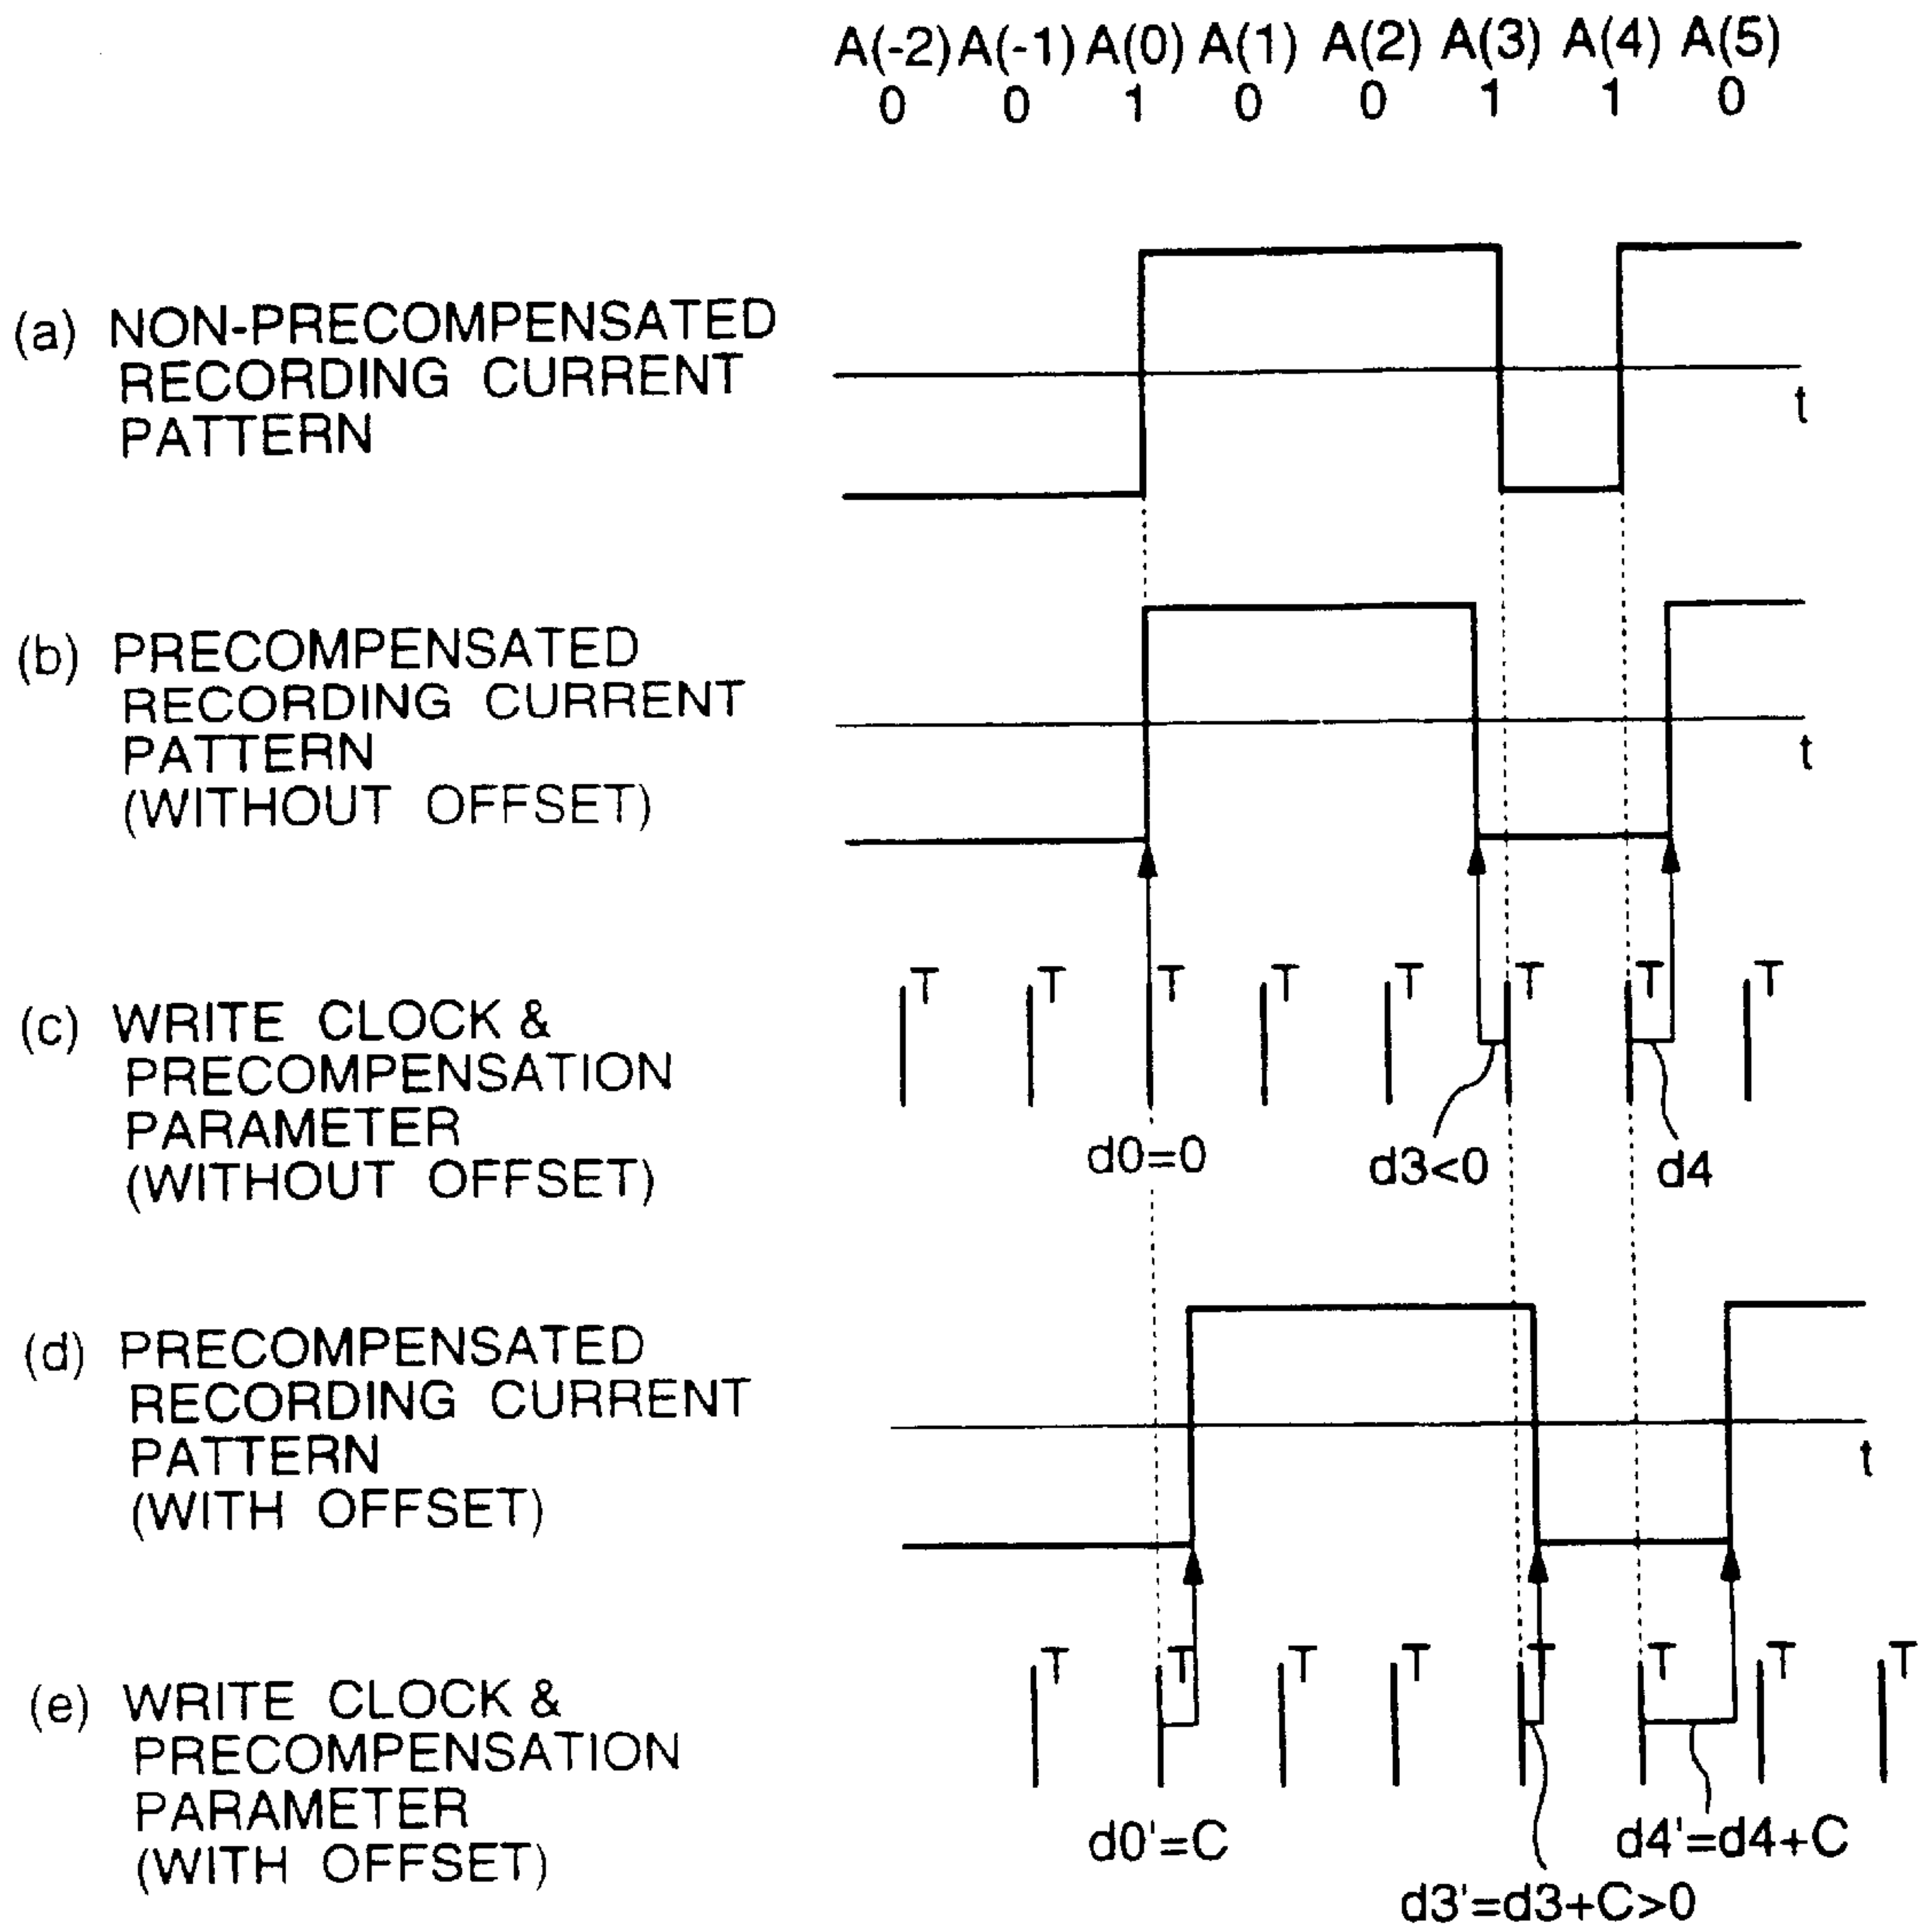 A(-2) A(-1) A(0) A(1) A(2) A(3) A(4) A(5)
0 0 1 0 0 1 1 0
(a) NON-PRECOMPENSATED
RECORDING CURRENT
PATTERN
t
(b) PRECOMPENSATED
RECORDING CURRENT
PATTERN
(WITHOUT OFFSET)
t
T T T T T T T T
(c) WRITE CLOCK &
PRECOMPENSATION
PARAMETER
(WITHOUT OFFSET)
d0=0 d3<0 d4
(d) PRECOMPENSATED
RECORDING CURRENT
PATTERN
(WITH OFFSET)
t
T T T T T T T T
(e) WRITE CLOCK &
PRECOMPENSATION
PARAMETER
(WITH OFFSET)
d0'=C d4'=d4+C
d3'=d3+C>0